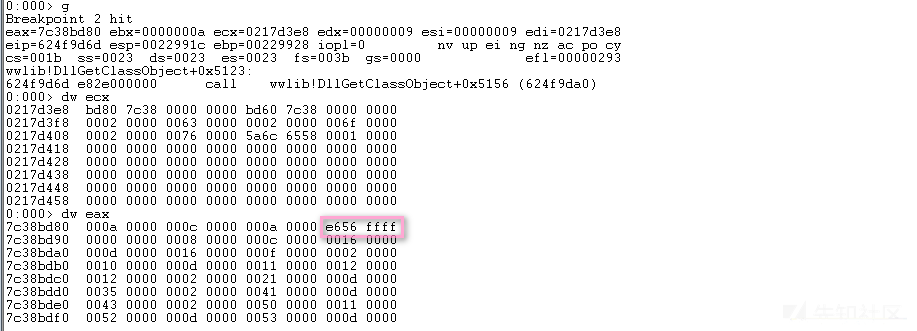 0:000> g
Breakpoint 2 hit
eax=7c38bd80 ebx=0000000a ecx=0217d3e8 edx=00000009 esi=00000009 edi=0217d3e8
eip=624f9d6d esp=0022991c ebp=00229928 iopl=0         nv up ei ng nz ac po cy
cs=001b  ss=0023  ds=0023  es=0023  fs=003b  gs=0000             efl=00000293
wwlib!DllGetClassObject+0x5123:
624f9d6d e82e000000      call    wwlib!DllGetClassObject+0x5156 (624f9da0)
0:000> dw ecx
0217d3e8  bd80 7c38 0000 0000 bd60 7c38 0000 0000
0217d3f8  0002 0000 0063 0000 0002 0000 006f 0000
0217d408  0002 0000 0076 0000 5a6c 6558 0001 0000
0217d418  0000 0000 0000 0000 0000 0000 0000 0000
0217d428  0000 0000 0000 0000 0000 0000 0000 0000
0217d438  0000 0000 0000 0000 0000 0000 0000 0000
0217d448  0000 0000 0000 0000 0000 0000 0000 0000
0217d458  0000 0000 0000 0000 0000 0000 0000 0000
0:000> dw eax
7c38bd80  000a 0000 000c 0000 000a 0000 e656 ffff
7c38bd90  0000 0000 0008 0000 000c 0000 0016 0000
7c38bda0  000d 0000 0016 0000 000f 0000 0002 0000
7c38bdb0  0010 0000 000d 0000 0011 0000 0012 0000
7c38bdc0  0012 0000 0002 0000 0021 0000 000d 0000
7c38bdd0  0035 0000 0002 0000 0041 0000 000d 0000
7c38bde0  0043 0000 0002 0000 0050 0000 0011 0000
7c38bdf0  0052 0000 000d 0000 0053 0000 000d 0000
先知社区